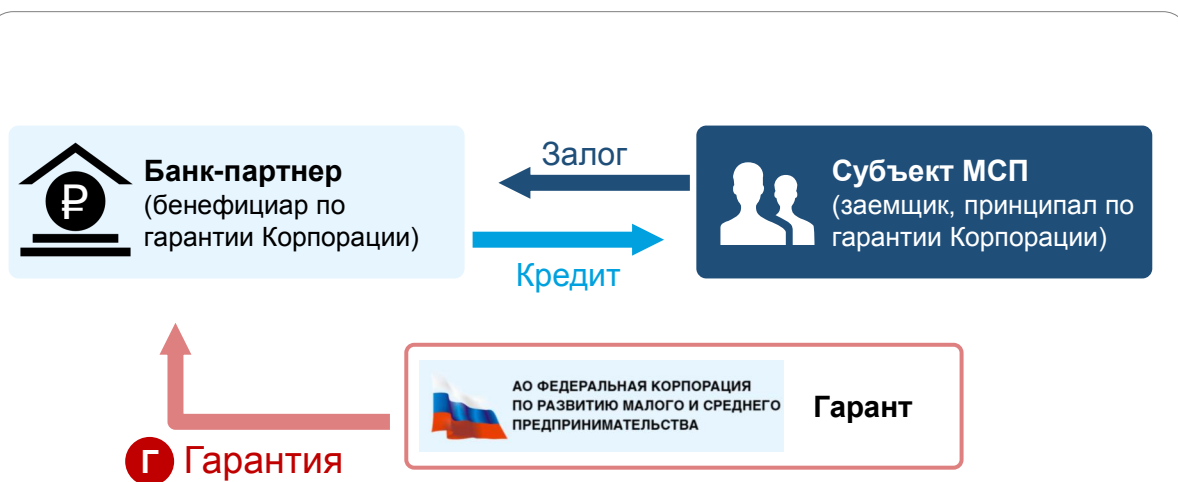 Залог
Банк-партнер
(бенефициар по
гарантии Корпорации)
Субъект МСП
(заемщик, принципал по
гарантии Корпорации)
Кредит
АО ФЕДЕРАЛЬНАЯ КОРПОРАЦИЯ
ПО РАЗВИТИЮ МАЛОГО И СРЕДНЕГО
ПРЕДПРИНИМАТЕЛЬСТВА
Гарант
Г Гарантия